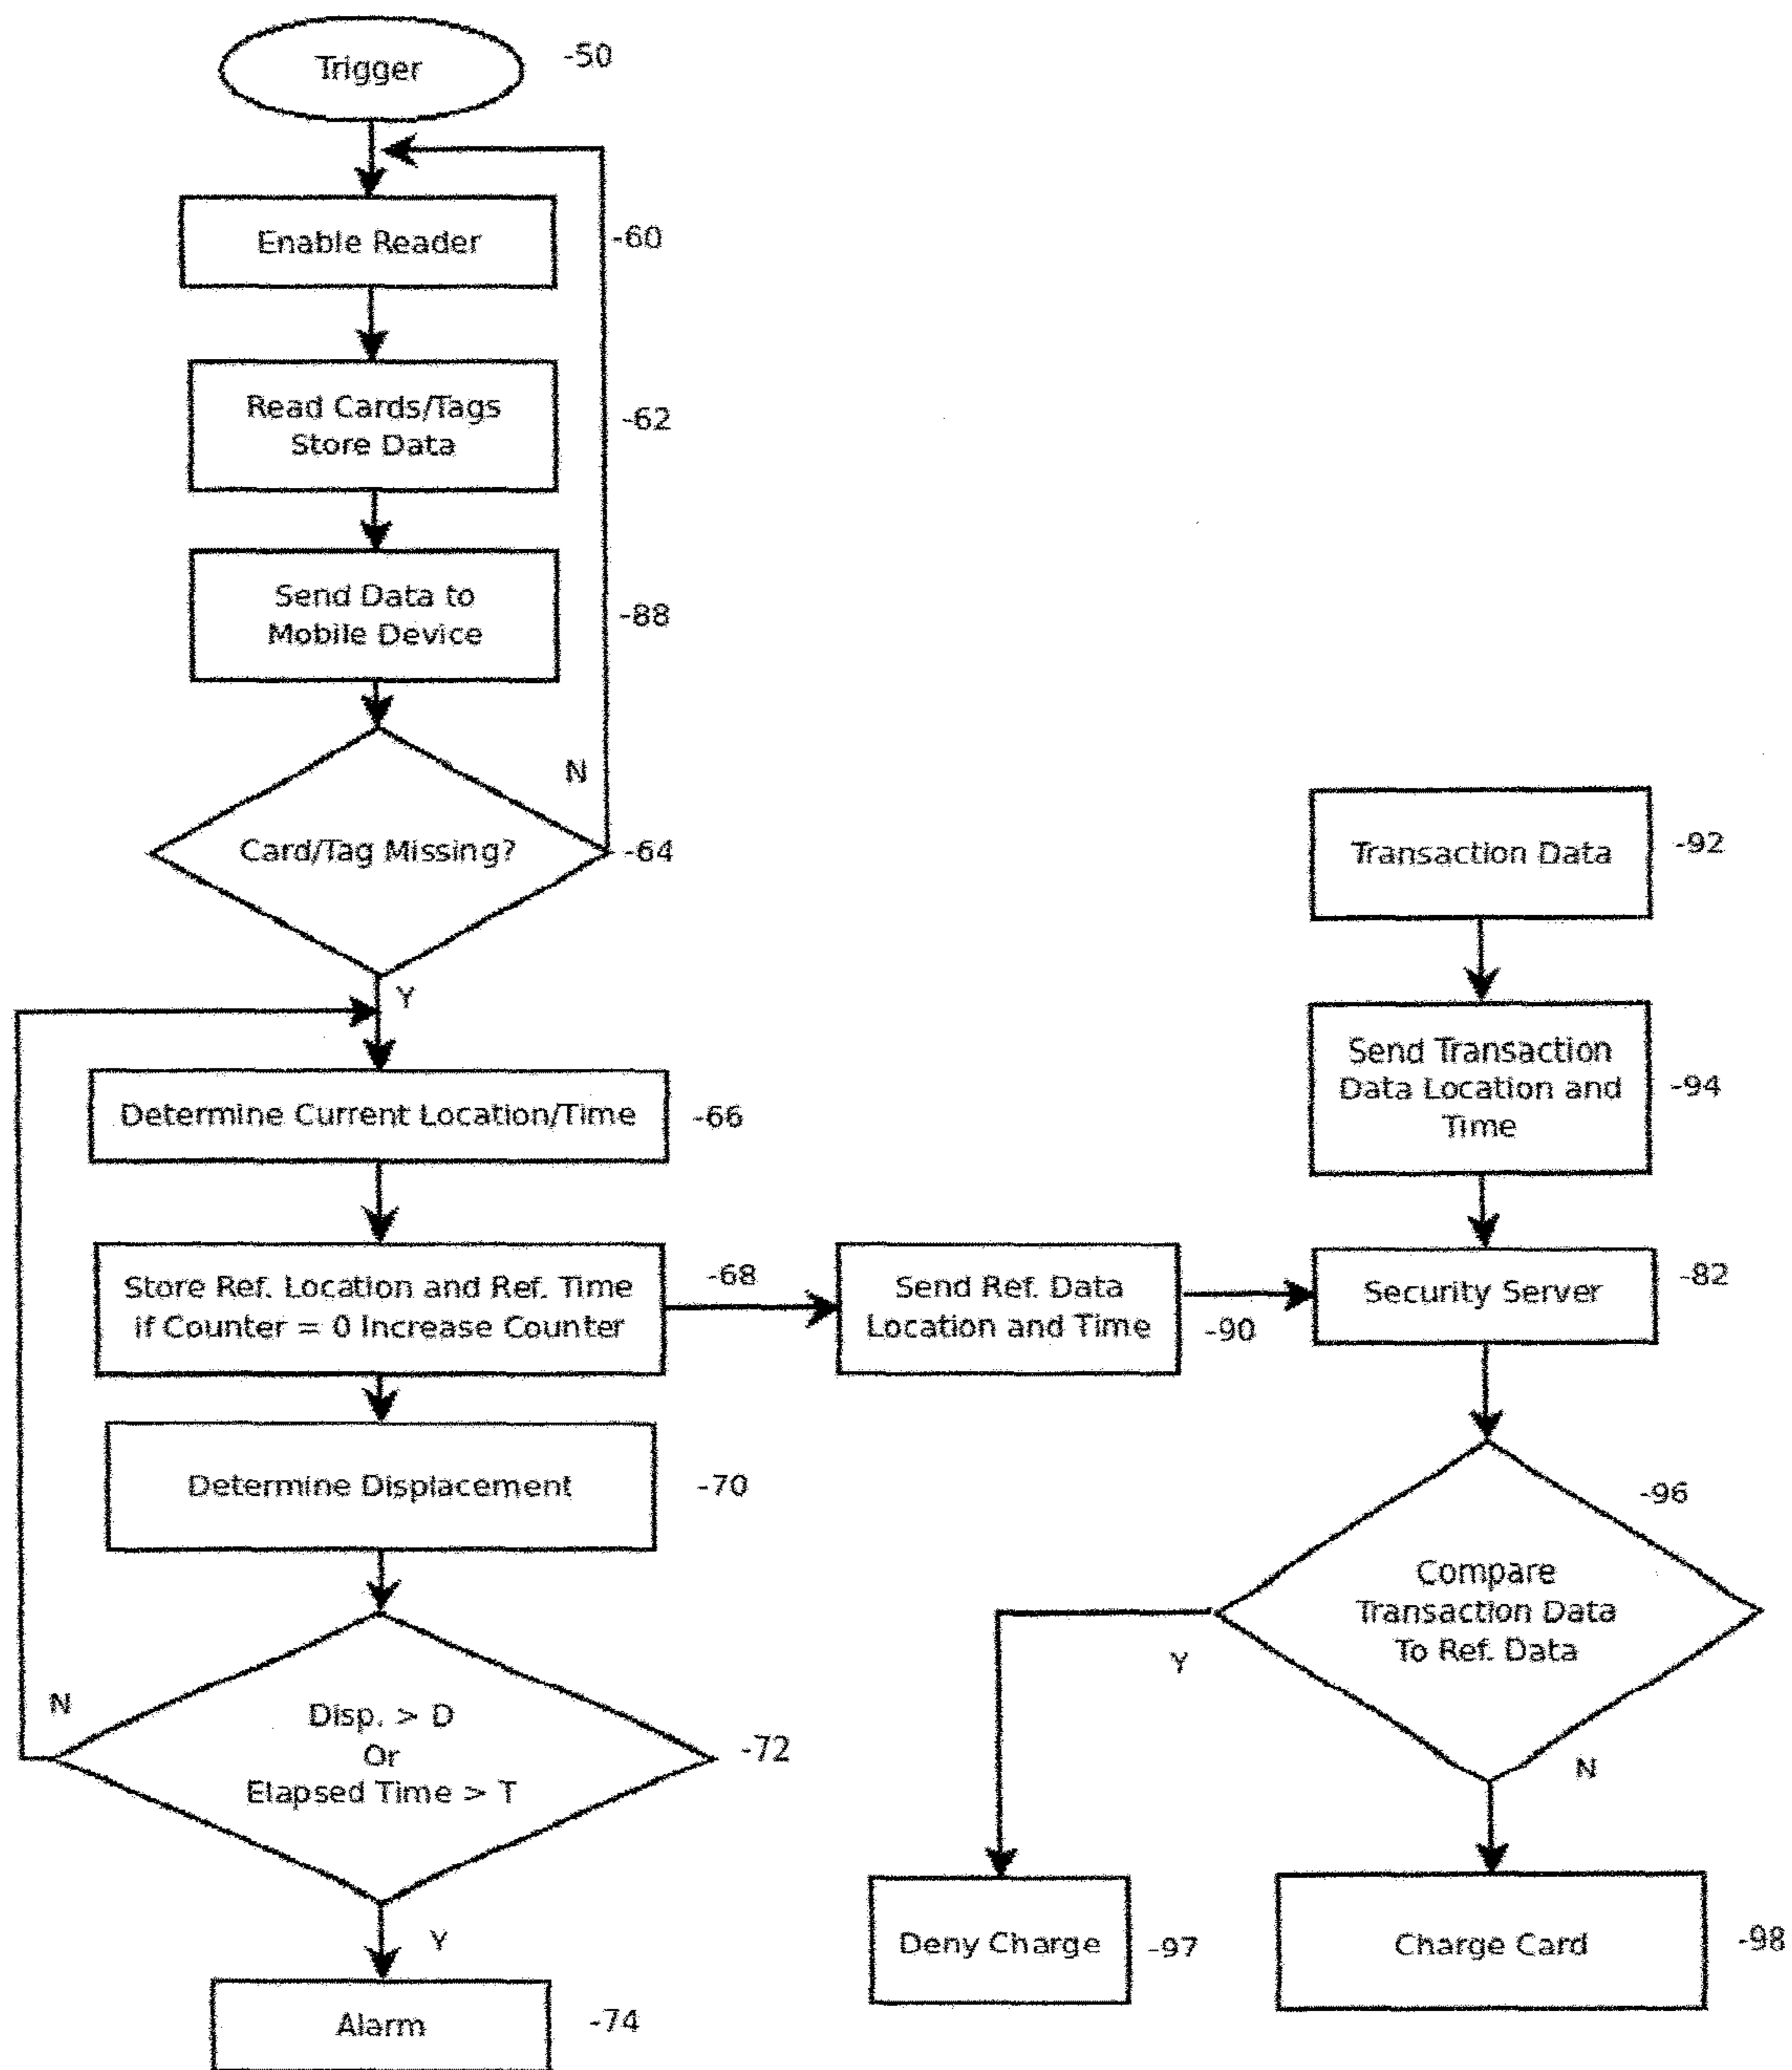 Trigger
-50
Enable Reader
-60
Read Cards/Tags
Store Data
-62
Send Data to
Mobile Device
-88
N
Card/Tag Missing?
-64
Y
Determine Current Location/Time
-66
Store Ref. Location and Ref. Time
if Counter = 0 Increase Counter
-68
Determine Displacement
-70
N
Disp. > D
Or
Elapsed Time > T
-72
Y
Alarm
-74
Send Ref. Data
Location and Time
-90
Transaction Data
-92
Send Transaction
Data Location and
Time
-94
Security Server
-82
-96
Compare
Transaction Data
To Ref. Data
Y
N
Deny Charge
-97
Charge Card
-98